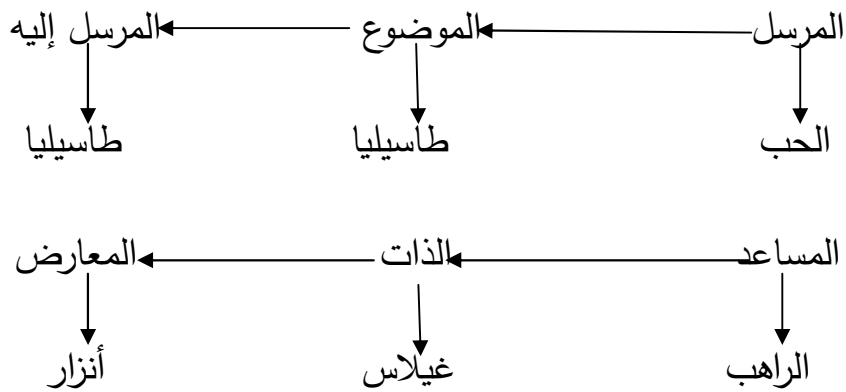 المرسل الموضوع المرسل إليه
الحب طاسيليا طاسيليا
المساعد الذات المعارض
الراهب غيلاس أنزار